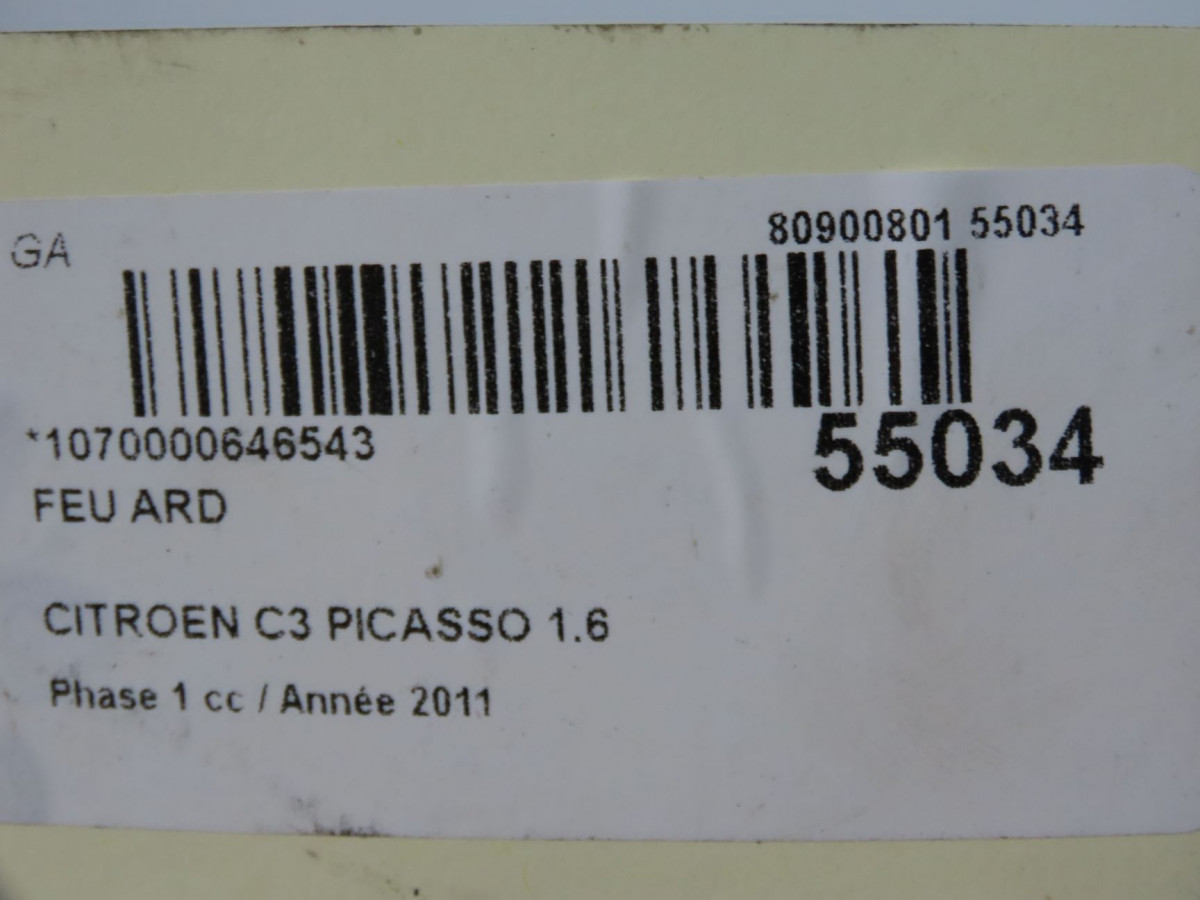 GA
80900801 55034
*1070000646543
55034
FEU ARD
CITROEN C3 PICASSO 1.6
Phase 1 cc / Année 2011